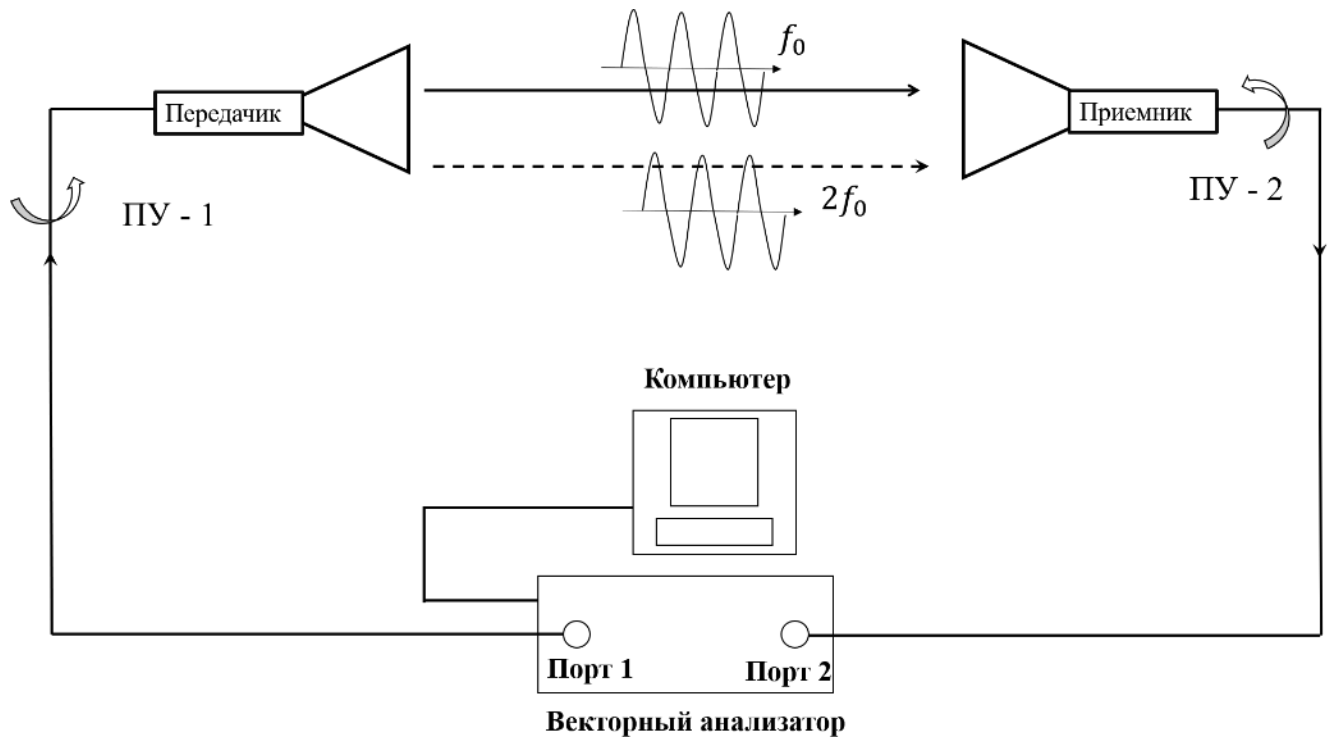 f₀
Передачик
Приемник
ПУ - 1
2f₀
ПУ - 2
Компьютер
Порт 1
Порт 2
Векторный анализатор